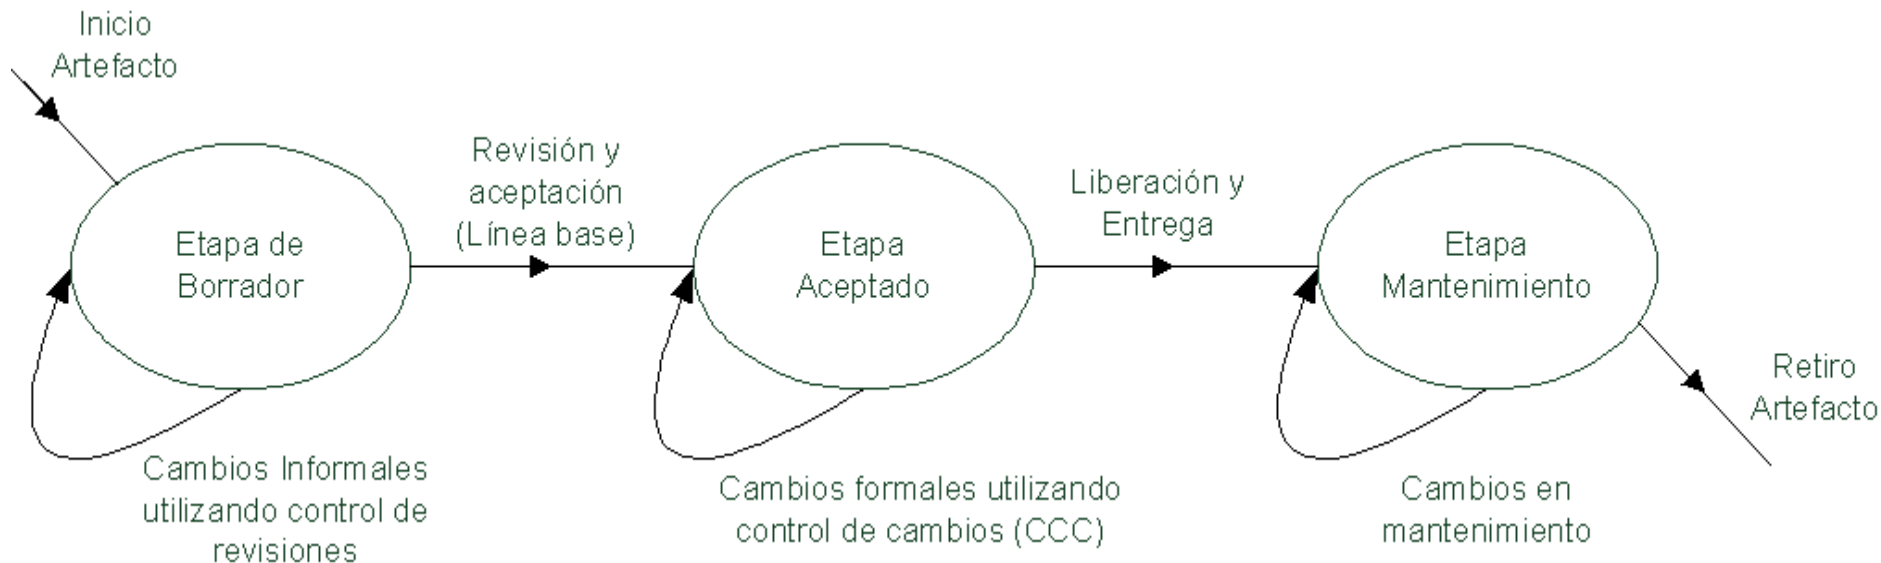 Inicio
Artefacto
Revisión y
aceptación
(Línea base)
Liberación y
Entrega
Etapa de
Borrador
Etapa
Aceptado
Etapa
Mantenimiento
Retiro
Artefacto
Cambios Informales
utilizando control de
revisiones
Cambios formales utilizando
control de cambios (CCC)
Cambios en
mantenimiento